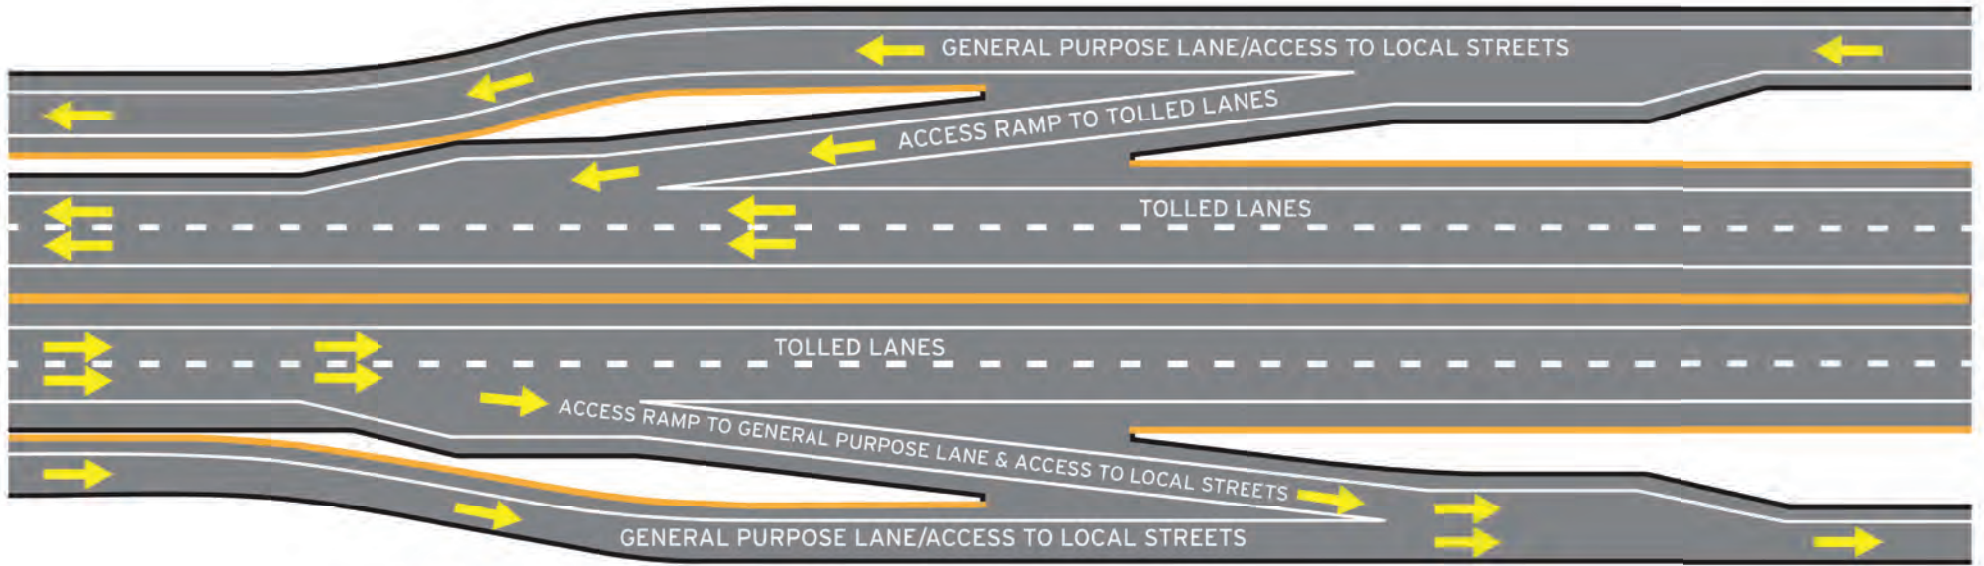 GENERAL PURPOSE LANE/ACCESS TO LOCAL STREETS
ACCESS RAMP TO TOLLED LANES
TOLLED LANES
TOLLED LANES
ACCESS RAMP TO GENERAL PURPOSE LANE & ACCESS TO LOCAL STREETS
GENERAL PURPOSE LANE/ACCESS TO LOCAL STREETS